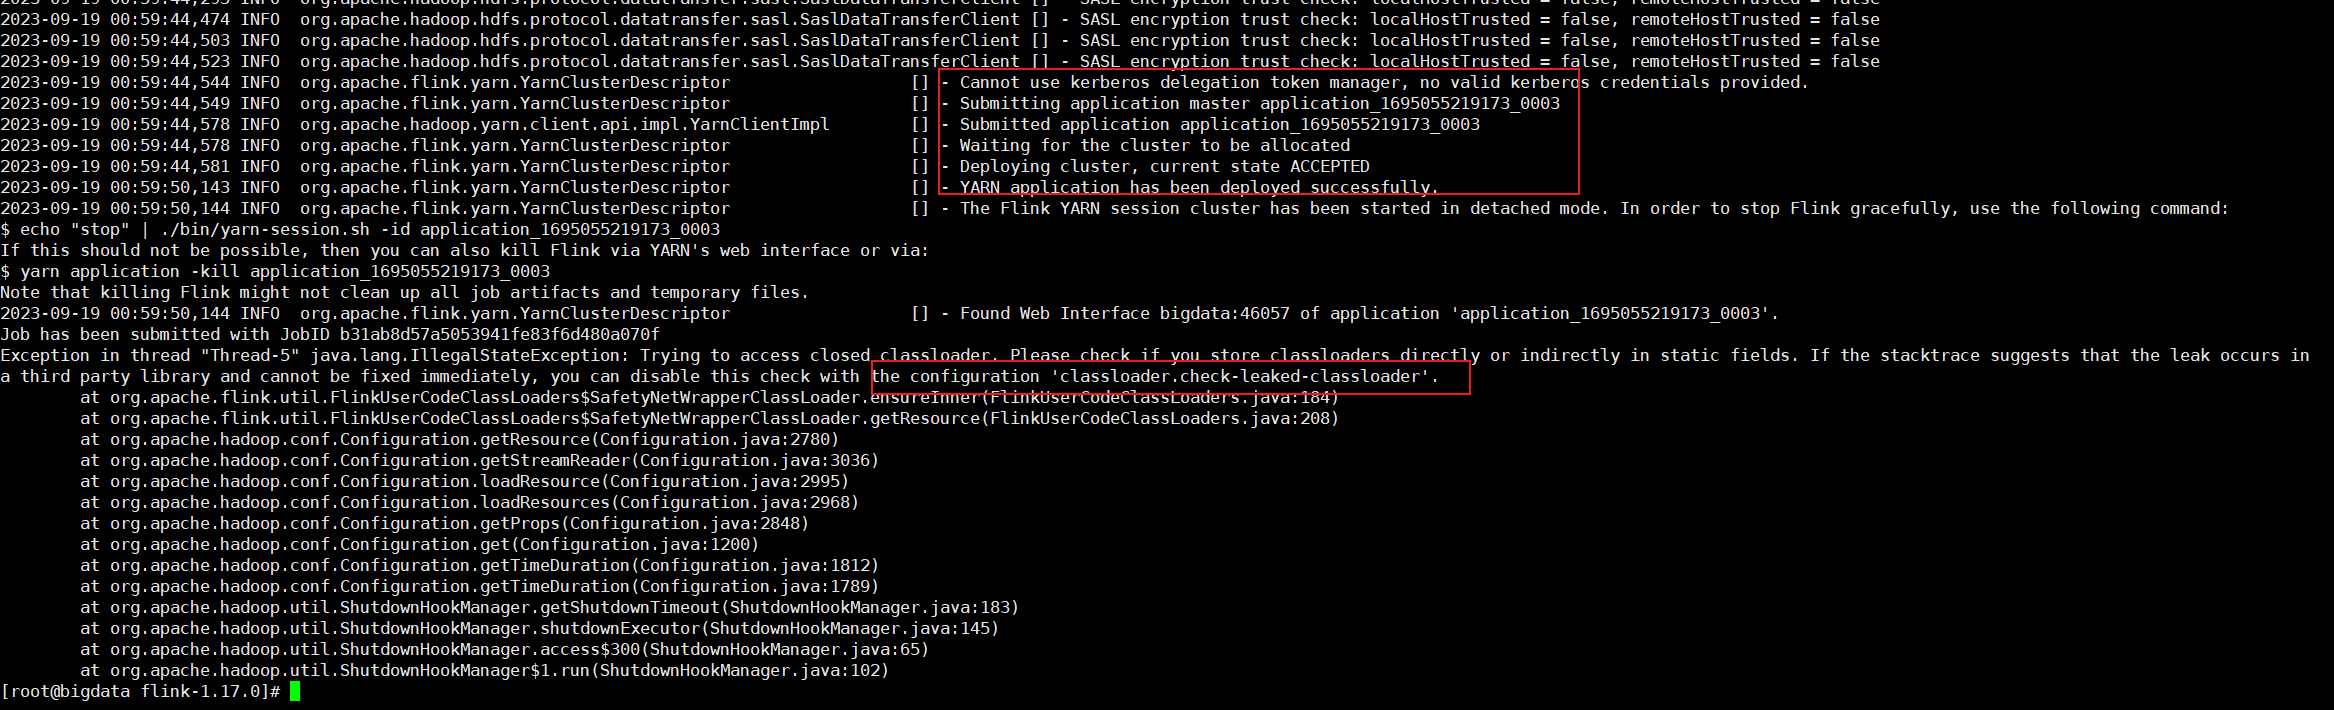 2023-09-19 00:59:44,293 INFO  org.apache.hadoop.hdfs.protocol.datatransfer.sasl.SaslDataTransferClient [] - SASL encryption trust check: localHostTrusted = false, remoteHostTrusted = false
2023-09-19 00:59:44,474 INFO  org.apache.hadoop.hdfs.protocol.datatransfer.sasl.SaslDataTransferClient [] - SASL encryption trust check: localHostTrusted = false, remoteHostTrusted = false
2023-09-19 00:59:44,503 INFO  org.apache.hadoop.hdfs.protocol.datatransfer.sasl.SaslDataTransferClient [] - SASL encryption trust check: localHostTrusted = false, remoteHostTrusted = false
2023-09-19 00:59:44,523 INFO  org.apache.hadoop.hdfs.protocol.datatransfer.sasl.SaslDataTransferClient [] - SASL encryption trust check: localHostTrusted = false, remoteHostTrusted = false
2023-09-19 00:59:44,544 INFO  org.apache.flink.yarn.YarnClusterDescriptor                  [] - Cannot use kerberos delegation token manager, no valid kerberos credentials provided.
2023-09-19 00:59:44,549 INFO  org.apache.flink.yarn.YarnClusterDescriptor                  [] - Submitting application master application_1695055219173_0003
2023-09-19 00:59:44,578 INFO  org.apache.hadoop.yarn.client.api.impl.YarnClientImpl        [] - Submitted application application_1695055219173_0003
2023-09-19 00:59:44,578 INFO  org.apache.flink.yarn.YarnClusterDescriptor                  [] - Waiting for the cluster to be allocated
2023-09-19 00:59:44,581 INFO  org.apache.flink.yarn.YarnClusterDescriptor                  [] - Deploying cluster, current state ACCEPTED
2023-09-19 00:59:50,143 INFO  org.apache.flink.yarn.YarnClusterDescriptor                  [] - YARN application has been deployed successfully.
2023-09-19 00:59:50,144 INFO  org.apache.flink.yarn.YarnClusterDescriptor                  [] - The Flink YARN session cluster has been started in detached mode. In order to stop Flink gracefully, use the following command:
$ echo "stop" | ./bin/yarn-session.sh -id application_1695055219173_0003
If this should not be possible, then you can also kill Flink via YARN's web interface or via:
$ yarn application -kill application_1695055219173_0003
Note that killing Flink might not clean up all job artifacts and temporary files.
2023-09-19 00:59:50,144 INFO  org.apache.flink.yarn.YarnClusterDescriptor                  [] - Found Web Interface bigdata:46057 of application 'application_1695055219173_0003'.
Job has been submitted with JobID b31ab8d57a5053941fe83f6d480a070f
Exception in thread "Thread-5" java.lang.IllegalStateException: Trying to access closed classloader. Please check if you store classloaders directly or indirectly in static fields. If the stacktrace suggests that the leak occurs in
a third party library and cannot be fixed immediately, you can disable this check with the configuration 'classloader.check-leaked-classloader'.
        at org.apache.flink.util.FlinkUserCodeClassLoaders$SafetyNetWrapperClassLoader.ensureInner(FlinkUserCodeClassLoaders.java:184)
        at org.apache.flink.util.FlinkUserCodeClassLoaders$SafetyNetWrapperClassLoader.getResource(FlinkUserCodeClassLoaders.java:208)
        at org.apache.hadoop.conf.Configuration.getResource(Configuration.java:2780)
        at org.apache.hadoop.conf.Configuration.getStreamReader(Configuration.java:3036)
        at org.apache.hadoop.conf.Configuration.loadResource(Configuration.java:2995)
        at org.apache.hadoop.conf.Configuration.loadResources(Configuration.java:2968)
        at org.apache.hadoop.conf.Configuration.getProps(Configuration.java:2848)
        at org.apache.hadoop.conf.Configuration.get(Configuration.java:1200)
        at org.apache.hadoop.conf.Configuration.getTimeDuration(Configuration.java:1812)
        at org.apache.hadoop.conf.Configuration.getTimeDuration(Configuration.java:1789)
        at org.apache.hadoop.util.ShutdownHookManager.getShutdownTimeout(ShutdownHookManager.java:183)
        at org.apache.hadoop.util.ShutdownHookManager.shutdownExecutor(ShutdownHookManager.java:145)
        at org.apache.hadoop.util.ShutdownHookManager.access$300(ShutdownHookManager.java:65)
        at org.apache.hadoop.util.ShutdownHookManager$1.run(ShutdownHookManager.java:102)
[root@bigdata flink-1.17.0]#